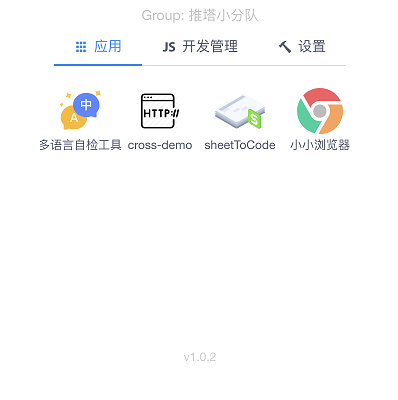 Group: 推塔小分队
应用 JS 开发管理 设置
中
A
HTTP://
S
多语言自检工具 cross-demo sheetToCode 小小浏览器
v1.0.2